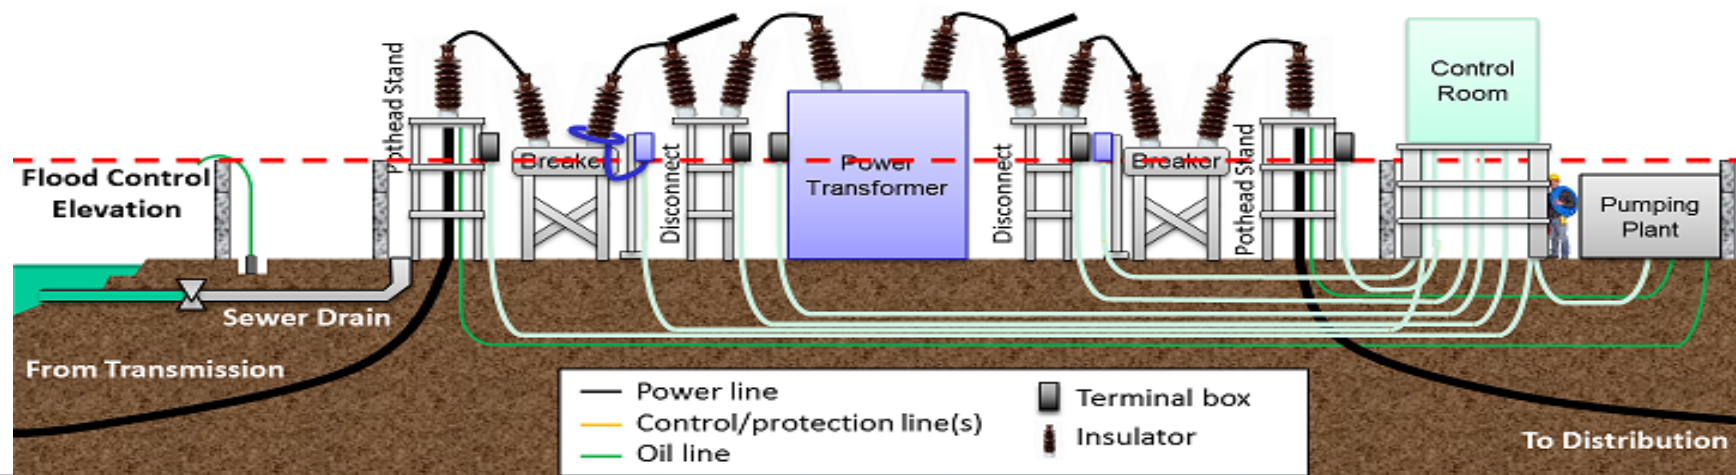 Pothead Stand
Control
Room
Flood Control
Elevation
Breaker
Disconnect
Power
Transformer
Disconnect
Breaker
Pothead Stand
Pumping
Plant
Sewer Drain
From Transmission
Power line
Control/protection line(s)
Oil line
Terminal box
Insulator
To Distribution